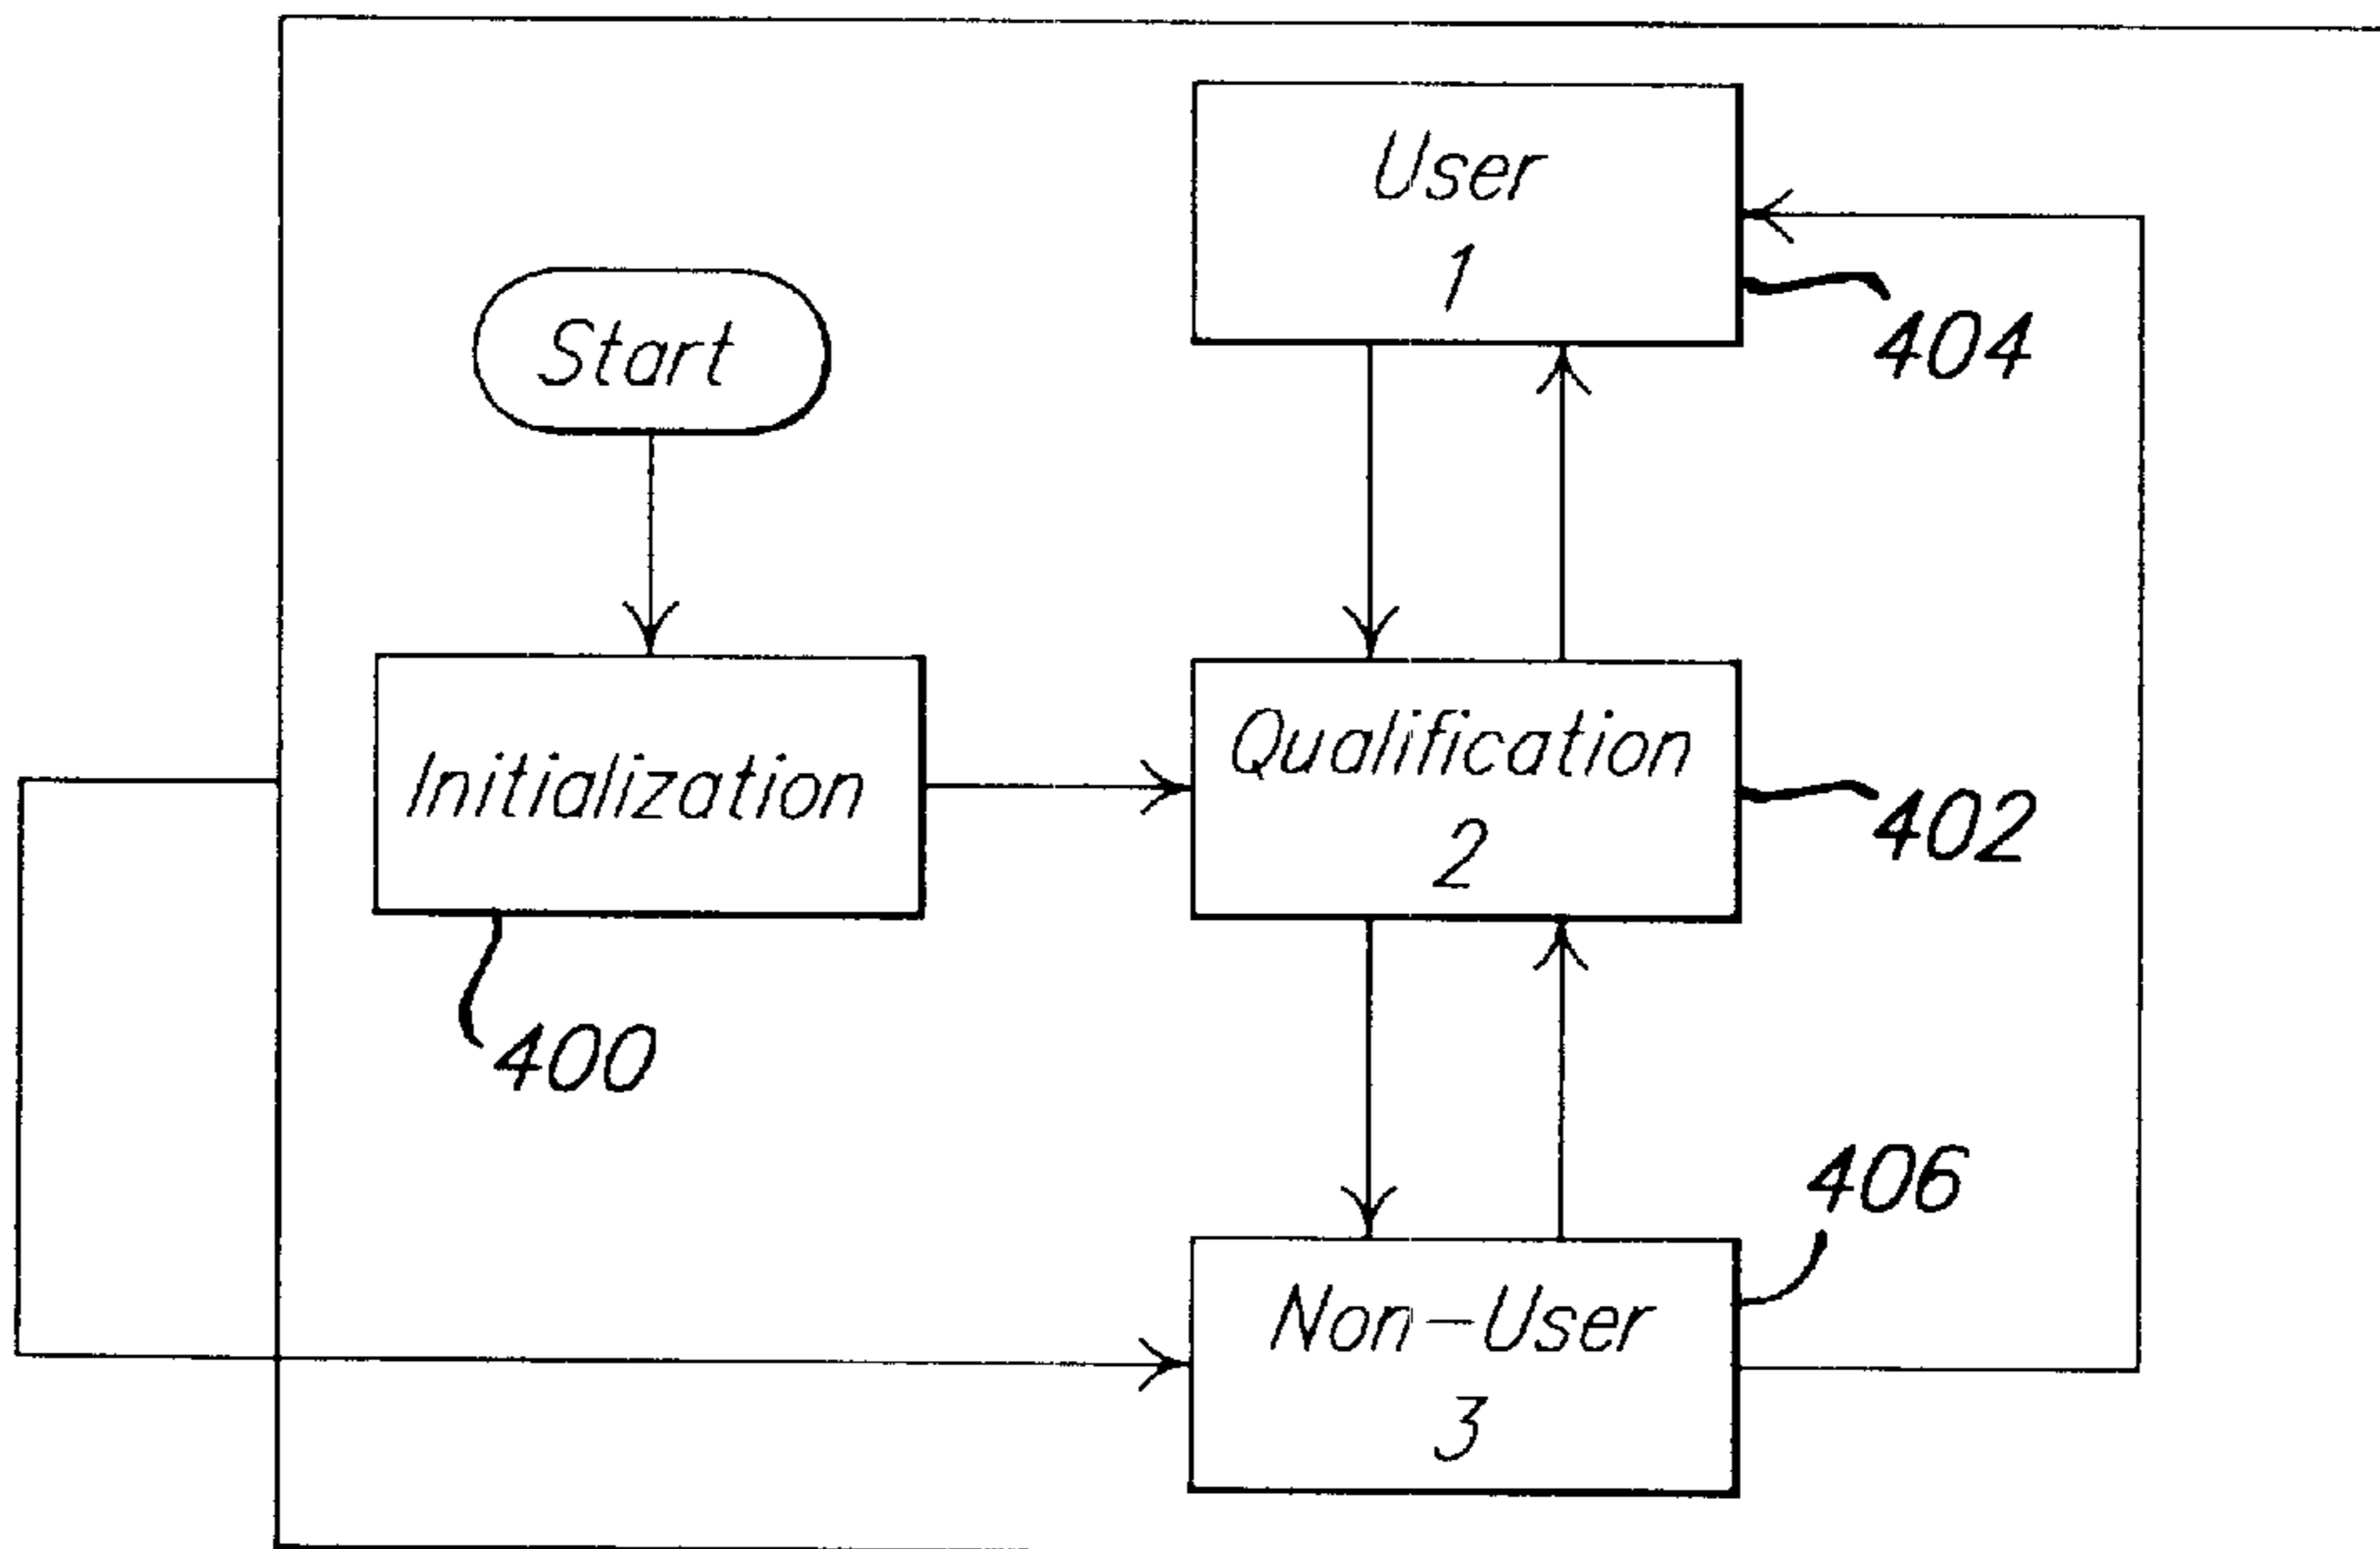 User
1
404
Start
Initialization
400
Qualification
2
402
406
Non-User
3